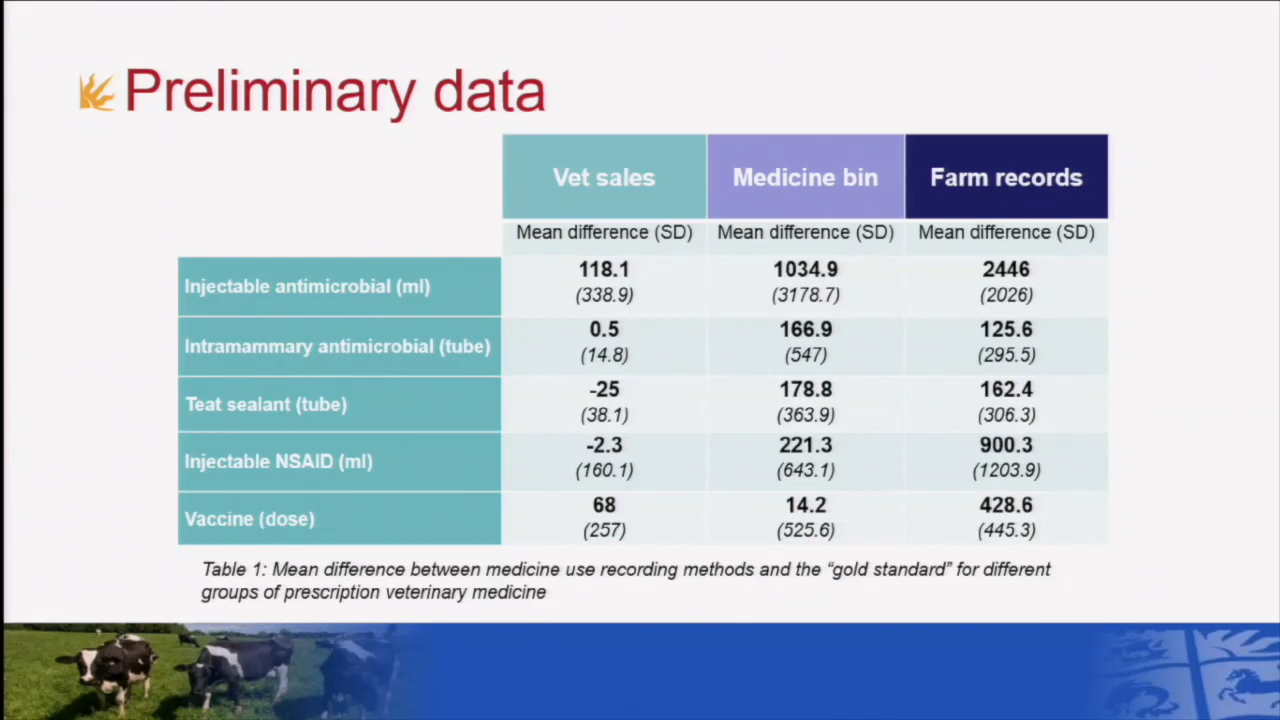 Preliminary data
Vet sales Medicine bin Farm records
Mean difference (SD) Mean difference (SD) Mean difference (SD)
Injectable antimicrobial (ml) 118.1 1034.9 2446
(338.9) (3178.7) (2026)
Intramammary antimicrobial (tube) 0.5 166.9 125.6
(14.8) (547) (295.5)
Teat sealant (tube) -25 178.8 162.4
(38.1) (363.9) (306.3)
Injectable NSAID (ml) -2.3 221.3 900.3
(160.1) (643.1) (1203.9)
Vaccine (dose) 68 14.2 428.6
(257) (525.6) (445.3)
Table 1: Mean difference between medicine use recording methods and the “gold standard” for different
groups of prescription veterinary medicine